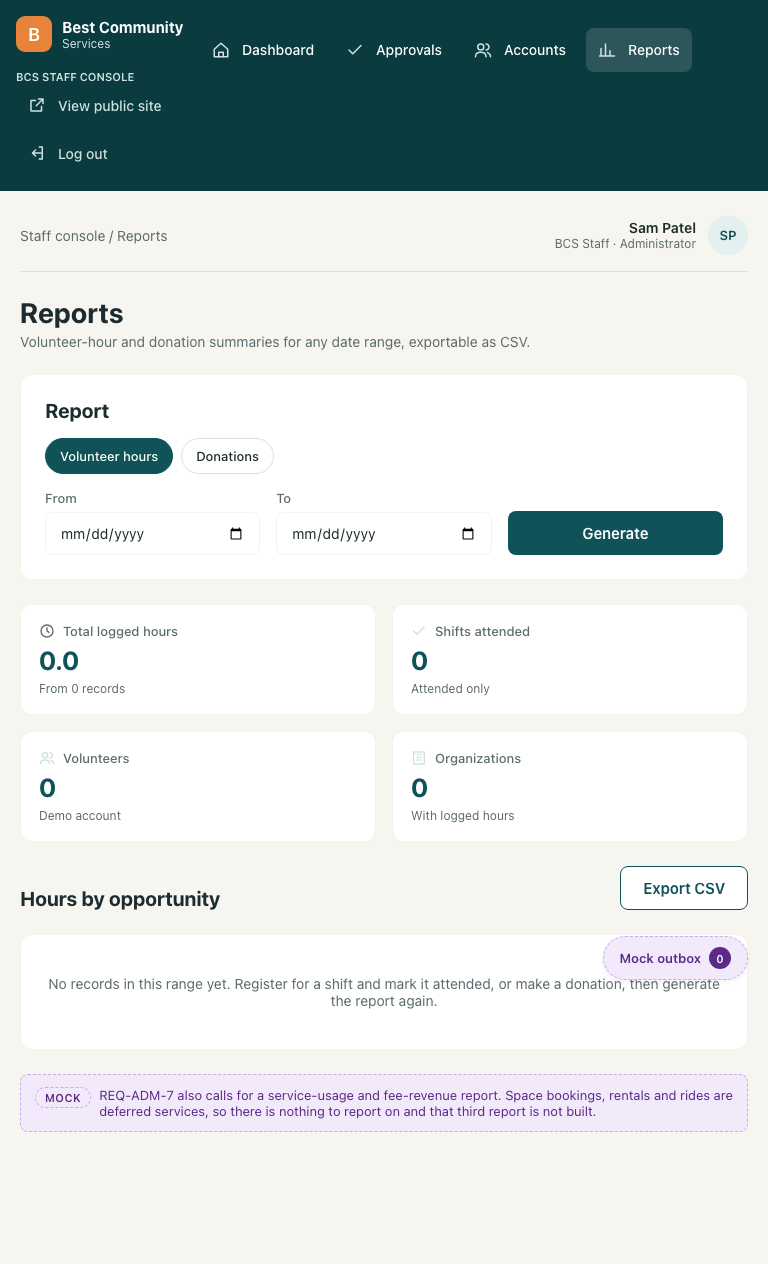 B
Best Community
Services
Dashboard
Approvals
Accounts
Reports
BCS STAFF CONSOLE
View public site
Log out
Staff console / Reports
Sam Patel
BCS Staff · Administrator
SP
Reports
Volunteer-hour and donation summaries for any date range, exportable as CSV.
Report
Volunteer hours
Donations
From
To
mm/dd/yyyy
mm/dd/yyyy
Generate
Total logged hours
0.0
From 0 records
Shifts attended
0
Attended only
Volunteers
0
Demo account
Organizations
0
With logged hours
Hours by opportunity
Export CSV
Mock outbox 0
No records in this range yet. Register for a shift and mark it attended, or make a donation, then generate
the report again.
MOCK
REQ-ADM-7 also calls for a service-usage and fee-revenue report. Space bookings, rentals and rides are
deferred services, so there is nothing to report on and that third report is not built.